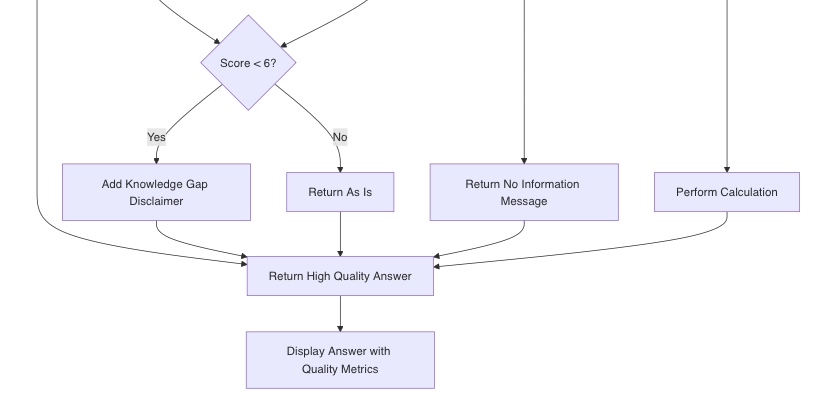 Score < 6?
Yes
No
Add Knowledge Gap
Disclaimer
Return As Is
Return No Information
Message
Perform Calculation
Return High Quality Answer
Display Answer with
Quality Metrics